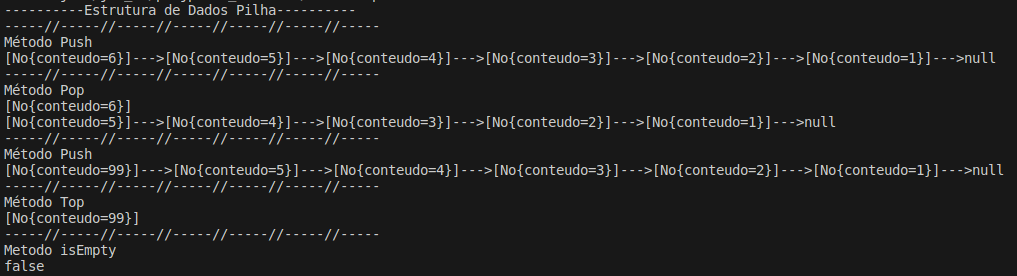 ----------Estrutura de Dados Pilha----------
-----//-----//-----//-----//-----//-----//-----
Método Push
[No{conteudo=6}]--->[No{conteudo=5}]--->[No{conteudo=4}]--->[No{conteudo=3}]--->[No{conteudo=2}]--->[No{conteudo=1}]--->null
-----//-----//-----//-----//-----//-----//-----
Método Pop
[No{conteudo=6}]
[No{conteudo=5}]--->[No{conteudo=4}]--->[No{conteudo=3}]--->[No{conteudo=2}]--->[No{conteudo=1}]--->null
-----//-----//-----//-----//-----//-----//-----
Método Push
[No{conteudo=99}]--->[No{conteudo=5}]--->[No{conteudo=4}]--->[No{conteudo=3}]--->[No{conteudo=2}]--->[No{conteudo=1}]--->null
-----//-----//-----//-----//-----//-----//-----
Método Top
[No{conteudo=99}]
-----//-----//-----//-----//-----//-----//-----
Metodo isEmpty
false